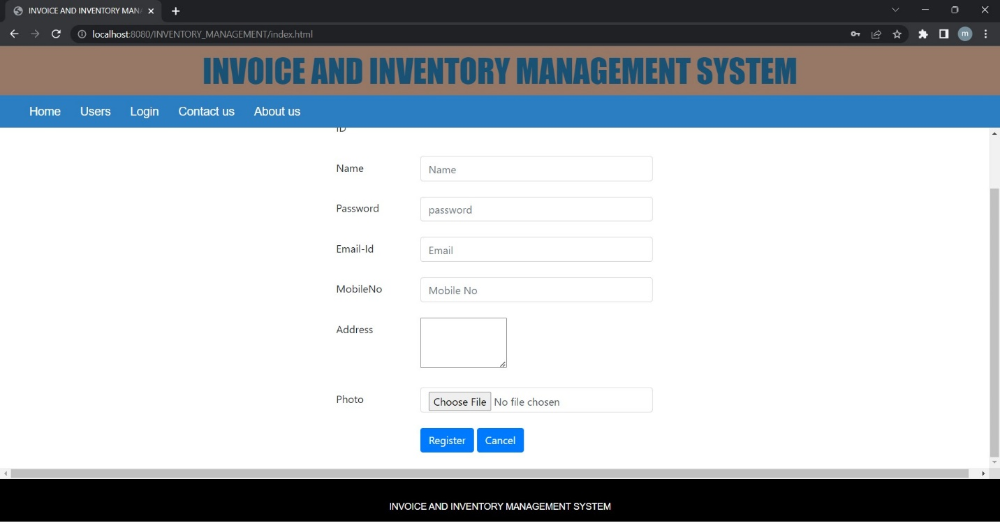 INVOICE AND INVENTORY MAN
localhost:8080/INVENTORY_MANAGEMENT/index.html
m
INVOICE AND INVENTORY MANAGEMENT SYSTEM
Home Users Login Contact us About us
ID
Name Name
Password password
Email-Id Email
MobileNo Mobile No
Address
Photo Choose File No file chosen
Register Cancel
INVOICE AND INVENTORY MANAGEMENT SYSTEM